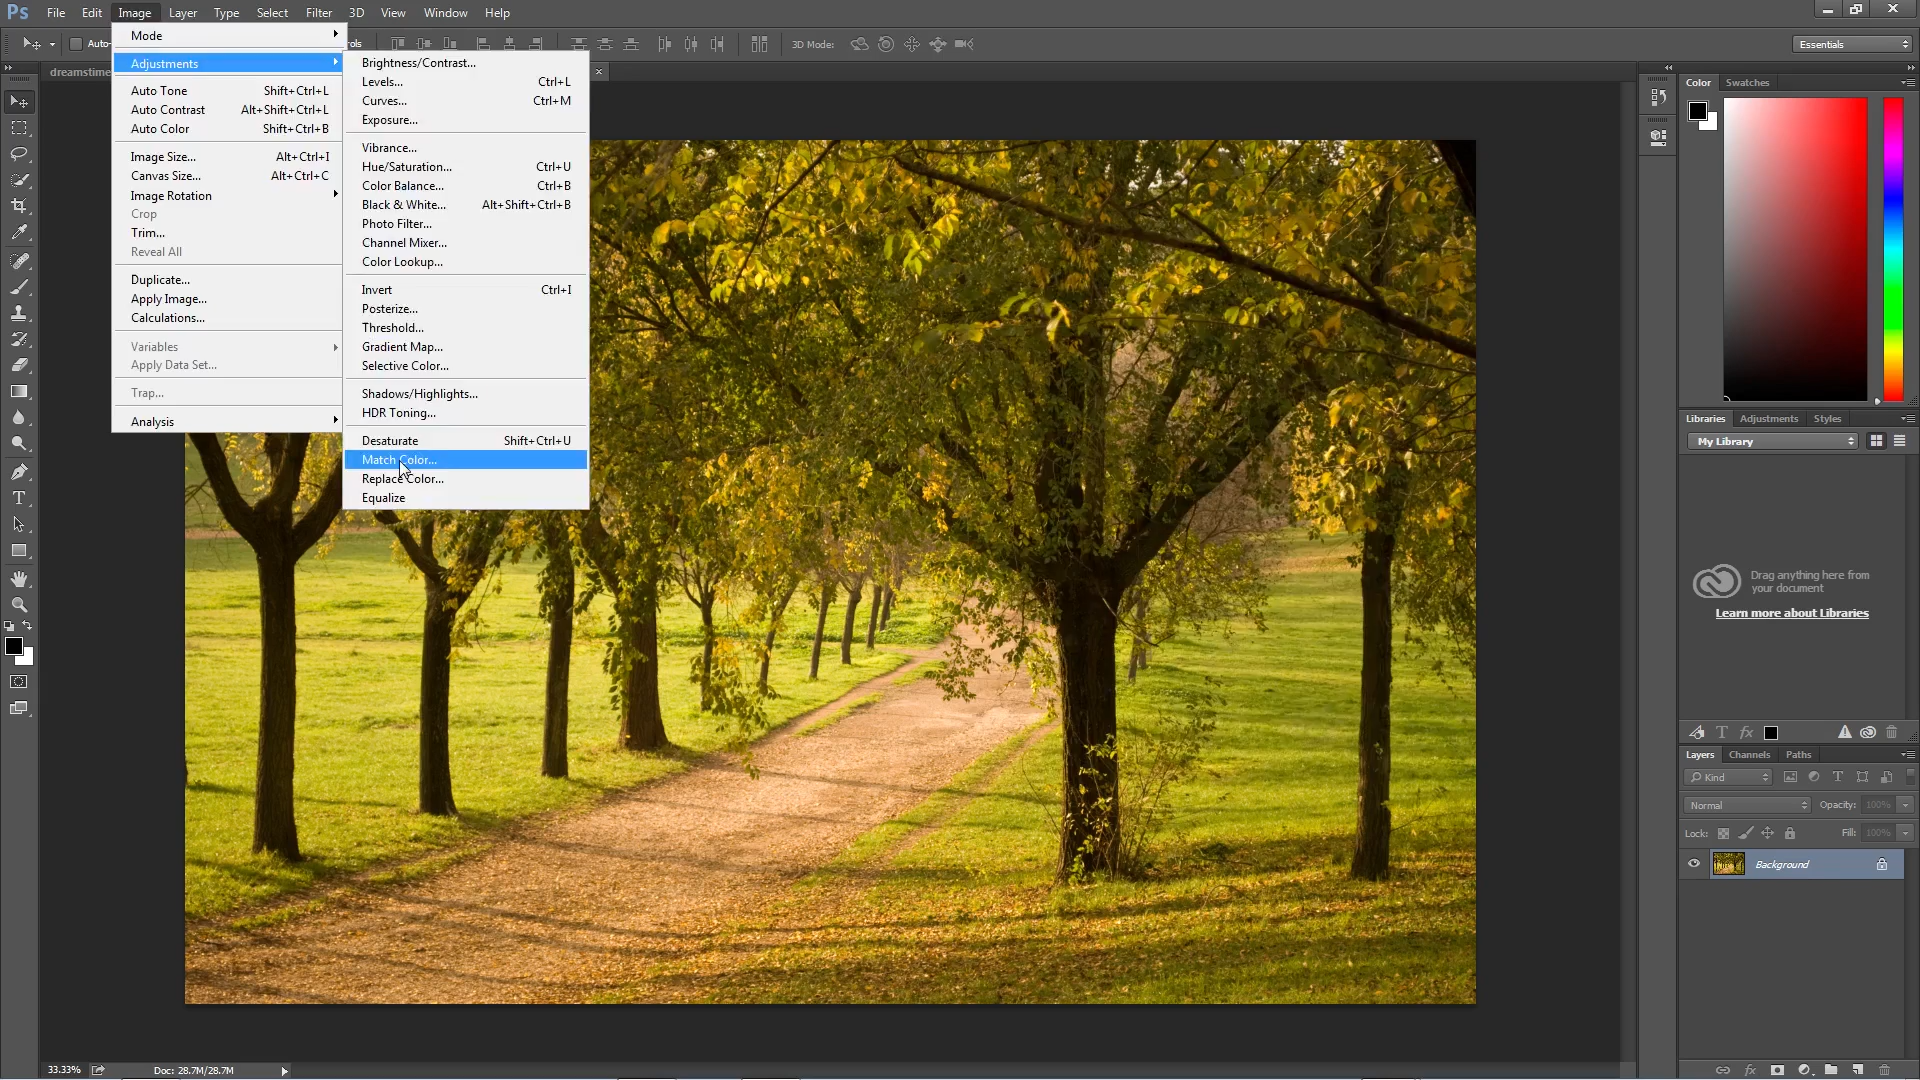 Ps File Edit Image Layer Type Select Filter 3D View Window Help
Auto- ols 3D Mode: Essentials
dreamstime
Mode
Adjustments
Auto Tone Shift+Ctrl+L
Auto Contrast Alt+Shift+Ctrl+L
Auto Color Shift+Ctrl+B
Image Size... Alt+Ctrl+I
Canvas Size... Alt+Ctrl+C
Image Rotation
Crop
Trim...
Reveal All
Duplicate...
Apply Image...
Calculations...
Variables
Apply Data Set...
Trap...
Analysis
Brightness/Contrast...
Levels... Ctrl+L
Curves... Ctrl+M
Exposure...
Vibrance...
Hue/Saturation... Ctrl+U
Color Balance... Ctrl+B
Black & White... Alt+Shift+Ctrl+B
Photo Filter...
Channel Mixer...
Color Lookup...
Invert Ctrl+I
Posterize...
Threshold...
Gradient Map...
Selective Color...
Shadows/Highlights...
HDR Toning...
Desaturate Shift+Ctrl+U
Match Color...
Replace Color...
Equalize
Color Swatches
Libraries Adjustments Styles
My Library
Drag anything here from
your document
Learn more about Libraries
Layers Channels Paths
Kind
Normal Opacity: 100%
Lock: Fill: 100%
Background
33.33% Doc: 28.7M/28.7M